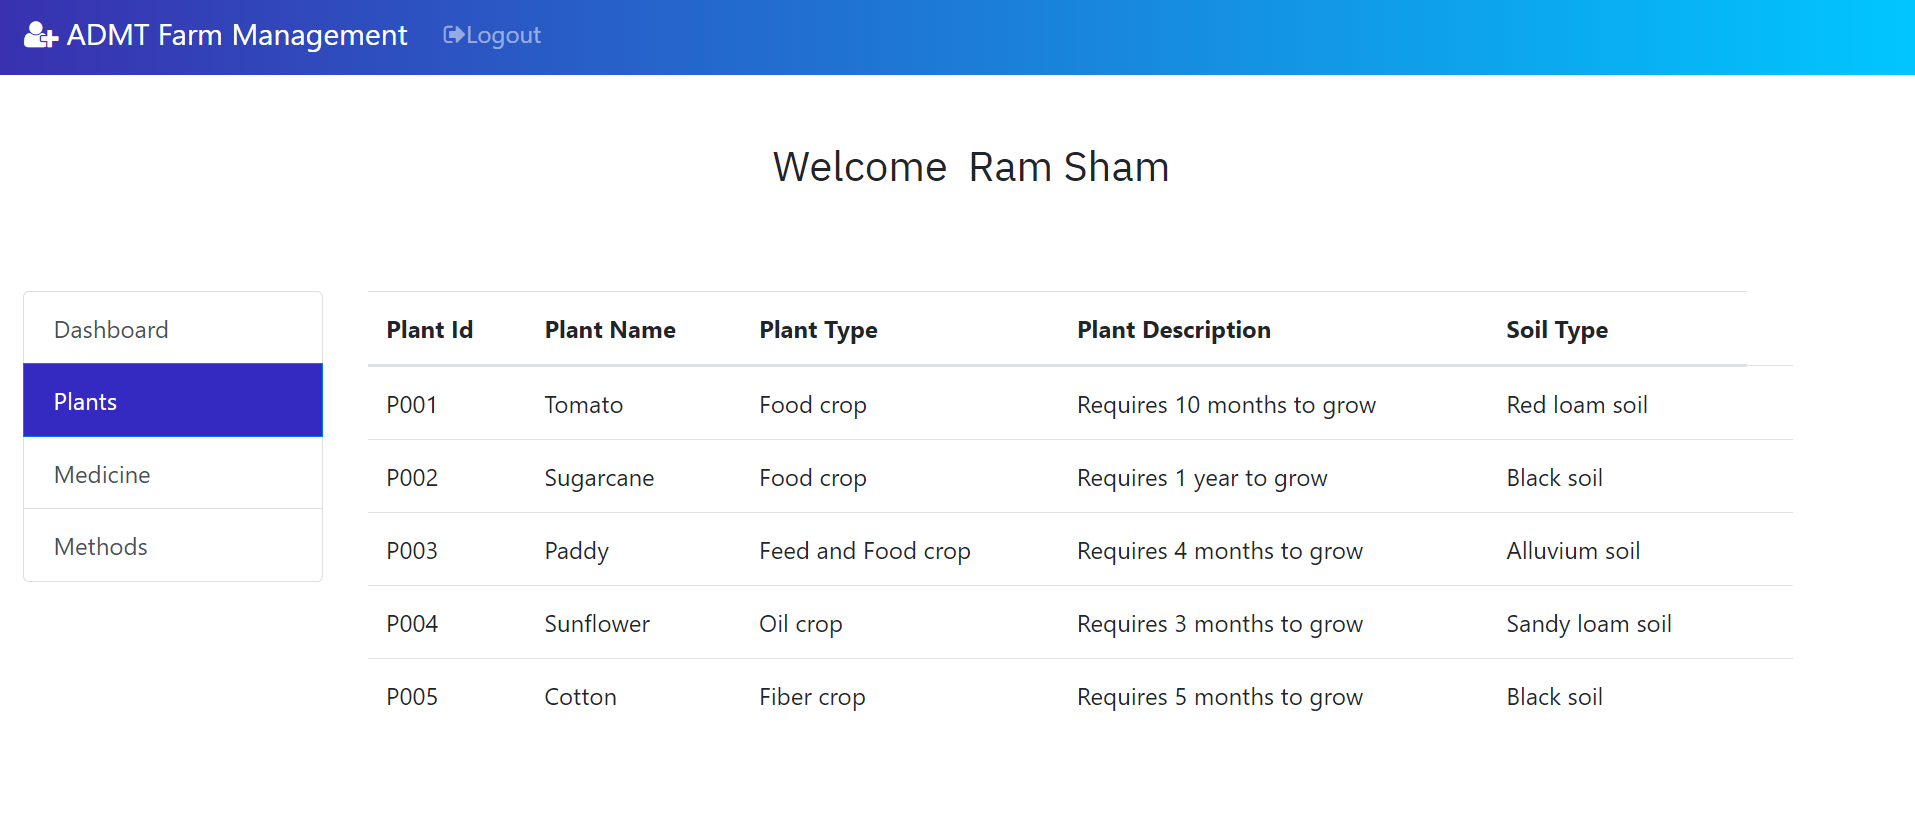 ADMT Farm Management Logout
Welcome Ram Sham
Dashboard
Plants
Medicine
Methods
Plant Id Plant Name Plant Type Plant Description Soil Type
P001 Tomato Food crop Requires 10 months to grow Red loam soil
P002 Sugarcane Food crop Requires 1 year to grow Black soil
P003 Paddy Feed and Food crop Requires 4 months to grow Alluvium soil
P004 Sunflower Oil crop Requires 3 months to grow Sandy loam soil
P005 Cotton Fiber crop Requires 5 months to grow Black soil